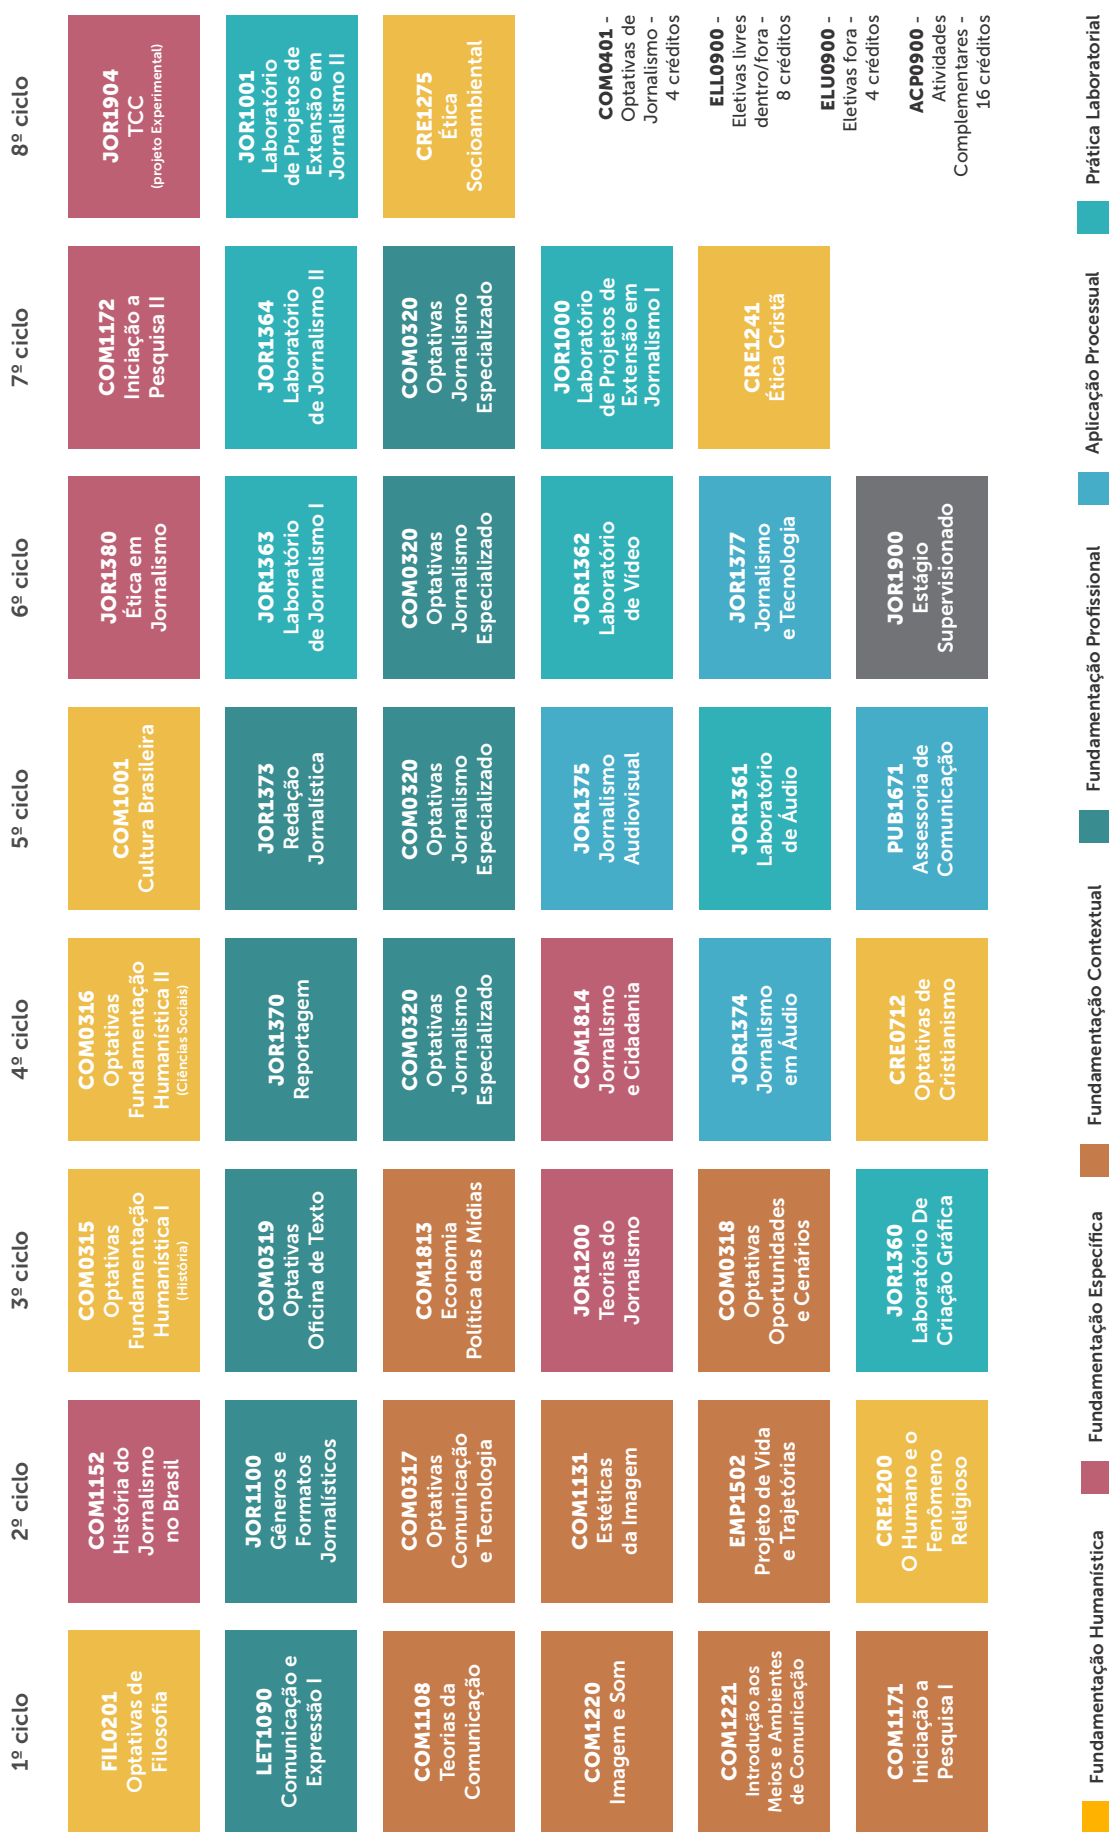 1º ciclo
FIL0201
Optativas de
Filosofia
LET1090
Comunicação e
Expressão I
COM1108
Teorias da
Comunicação
COM1220
Imagem e Som
COM1221
Introdução aos
Meios e Ambientes
de Comunicação
COM1171
Iniciação a
Pesquisa I
2º ciclo
COM1152
História do
Jornalismo
no Brasil
JOR1100
Gêneros e
Formatos
Jornalísticos
COM0317
Optativas
Comunicação
e Tecnologia
COM1131
Estéticas
da Imagem
EMP1502
Projeto de Vida
e Trajetórias
CRE1200
O Humano e o
Fenômeno
Religioso
3º ciclo
COM0315
Optativas
Fundamentação
Humanística I
(História)
COM0319
Optativas
Oficina de Texto
COM1813
Economia
Política das Mídias
JOR1200
Teorias do
Jornalismo
COM0318
Optativas
Oportunidades
e Cenários
JOR1360
Laboratório De
Criação Gráfica
4º ciclo
COM0316
Optativas
Fundamentação
Humanística II
(Ciências Sociais)
JOR1370
Reportagem
COM0320
Optativas
Jornalismo
Especializado
COM1814
Jornalismo
e Cidadania
JOR1374
Jornalismo
em Áudio
CRE0712
Optativas de
Cristianismo
5º ciclo
COM1001
Cultura Brasileira
JOR1373
Redação
Jornalística
COM0320
Optativas
Jornalismo
Especializado
JOR1375
Jornalismo
Audiovisual
JOR1361
Laboratório
de Áudio
PUB1671
Assessoria de
Comunicação
6º ciclo
JOR1380
Ética em
Jornalismo
JOR1363
Laboratório
de Jornalismo I
COM0320
Optativas
Jornalismo
Especializado
JOR1362
Laboratório
de Vídeo
JOR1377
Jornalismo
e Tecnologia
JOR1900
Estágio
Supervisionado
7º ciclo
COM1172
Iniciação a
Pesquisa II
JOR1364
Laboratório
de Jornalismo II
COM0320
Optativas
Jornalismo
Especializado
JOR1000
Laboratório
de Projetos de
Extensão em
Jornalismo I
CRE1241
Ética Cristã
8º ciclo
JOR1904
TCC
(projeto Experimental)
JOR1001
Laboratório
de Projetos de
Extensão em
Jornalismo II
CRE1275
Ética
Socioambiental
COM0401 -
Optativas de
Jornalismo -
4 créditos
ELL0900 -
Eletivas livres
dentro/fora -
8 créditos
ELU0900 -
Eletivas fora -
4 créditos
ACP0900 -
Atividades
Complementares -
16 créditos
Fundamentação Humanística
Fundamentação Específica
Fundamentação Contextual
Fundamentação Profissional
Aplicação Processual
Prática Laboratorial